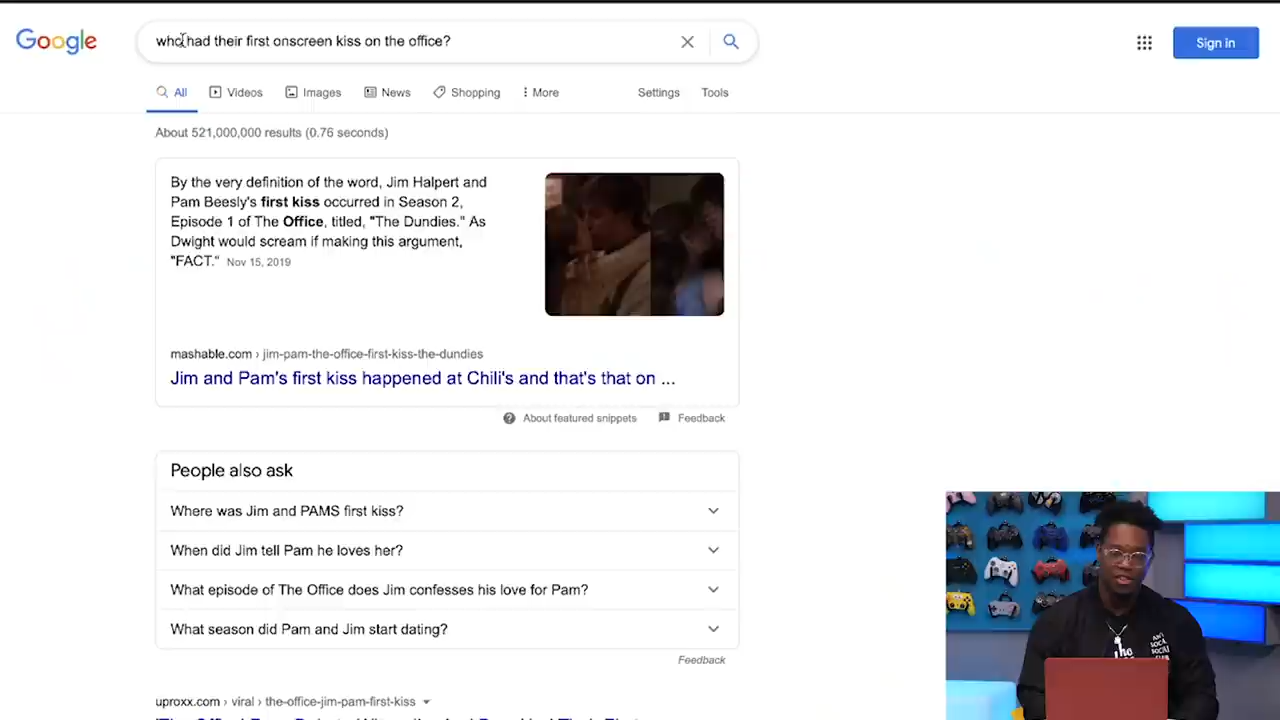 Google
who had their first onscreen kiss on the office?
Sign in
All
Videos
Images
News
Shopping
More
Settings
Tools
About 521,000,000 results (0.76 seconds)
By the very definition of the word, Jim Halpert and
Pam Beesly's first kiss occurred in Season 2,
Episode 1 of The Office, titled, "The Dundies." As
Dwight would scream if making this argument,
"FACT." Nov 15, 2019
mashable.com › jim-pam-the-office-first-kiss-the-dundies
Jim and Pam's first kiss happened at Chili's and that's that on ...
About featured snippets
Feedback
People also ask
Where was Jim and PAMS first kiss?
When did Jim tell Pam he loves her?
What episode of The Office does Jim confesses his love for Pam?
What season did Pam and Jim start dating?
Feedback
uproxx.com › viral › the-office-jim-pam-first-kiss
ANTI
SOCIAL
SOCIAL
CLUB
the